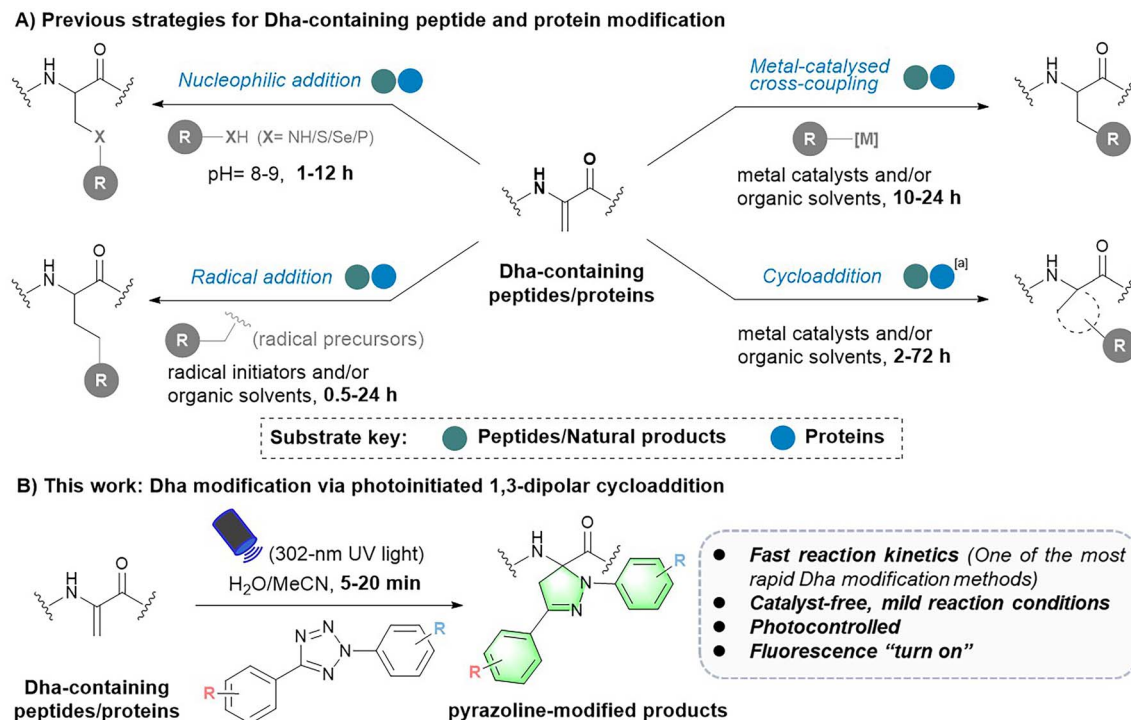 A) Previous strategies for Dha-containing peptide and protein modification
Nucleophilic addition
R XH (X= NH/S/Se/P)
pH= 8-9, 1-12 h
H
N
O
X
R
Metal-catalysed
cross-coupling
R [M]
metal catalysts and/or
organic solvents, 10-24 h
H
N
O
R
H
N
O
Dha-containing
peptides/proteins
Radical addition
R (radical precursors)
radical initiators and/or
organic solvents, 0.5-24 h
H
N
O
R
Cycloaddition [a]
metal catalysts and/or
organic solvents, 2-72 h
H
N
O
R
Substrate key: Peptides/Natural products Proteins
B) This work: Dha modification via photoinitiated 1,3-dipolar cycloaddition
H
N
O
Dha-containing
peptides/proteins
(302-nm UV light)
H₂O/MeCN, 5-20 min
N=N
N N
R
R
H
N
O
N
N
R
R
pyrazoline-modified products
● Fast reaction kinetics (One of the most
rapid Dha modification methods)
● Catalyst-free, mild reaction conditions
● Photocontrolled
● Fluorescence “turn on”